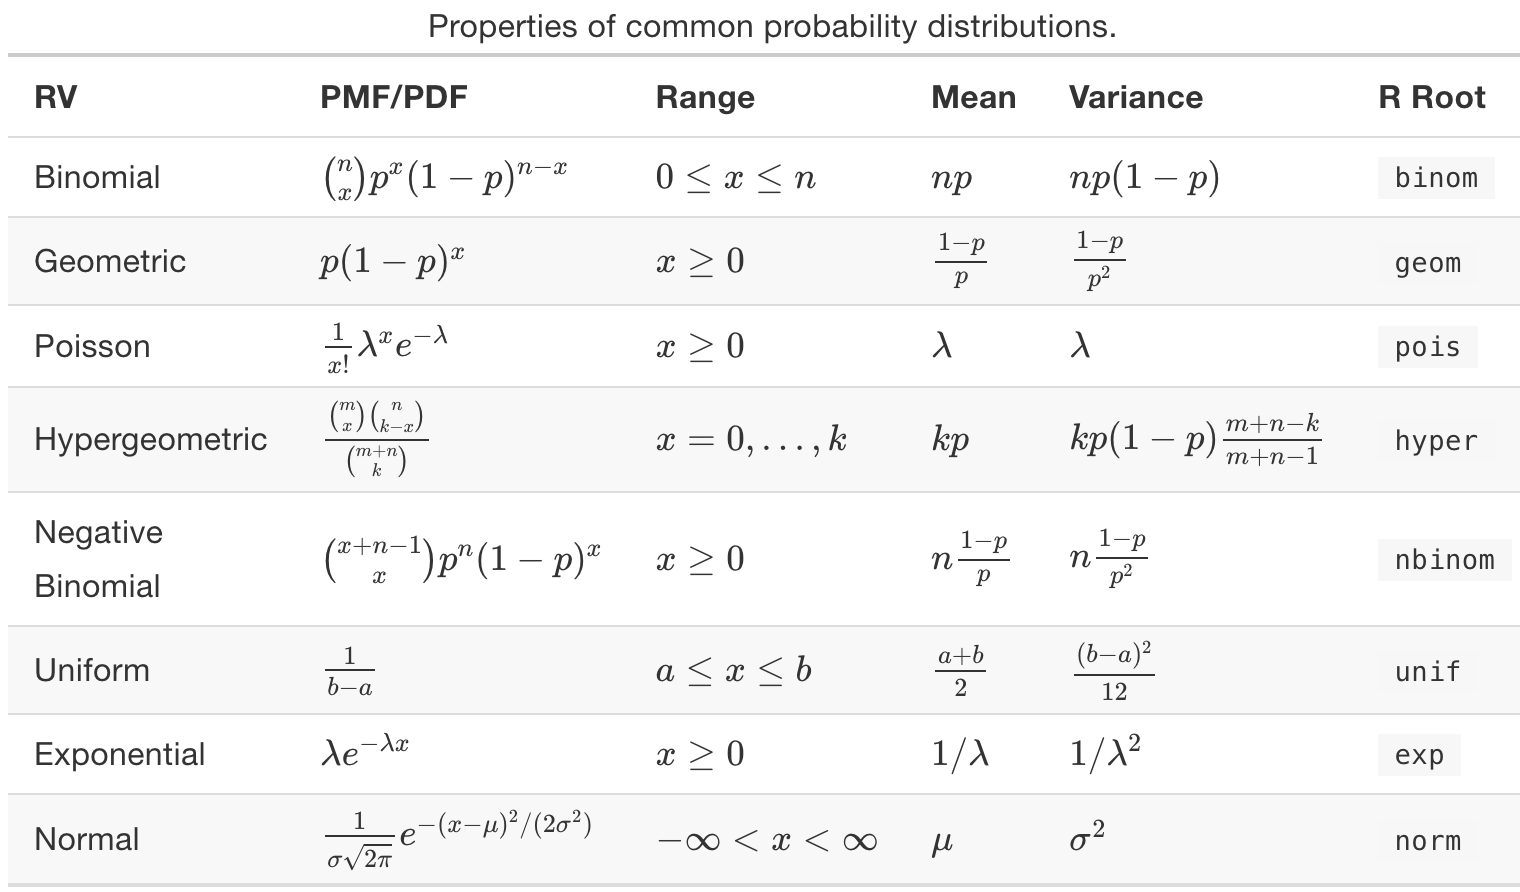 Properties of common probability distributions.
RV PMF/PDF Range Mean Variance R Root
Binomial $\binom{n}{x}p^x(1-p)^{n-x}$ $0 \leq x \leq n$ $np$ $np(1-p)$ binom
Geometric $p(1-p)^x$ $x \geq 0$ $\frac{1-p}{p}$ $\frac{1-p}{p^2}$ geom
Poisson $\frac{1}{x!}\lambda^x e^{-\lambda}$ $x \geq 0$ $\lambda$ $\lambda$ pois
Hypergeometric $\frac{\binom{m}{x}\binom{n}{k-x}}{\binom{m+n}{k}}$ $x = 0, \ldots, k$ $kp$ $kp(1-p)\frac{m+n-k}{m+n-1}$ hyper
Negative
Binomial $\binom{x+n-1}{x}p^n(1-p)^x$ $x \geq 0$ $n\frac{1-p}{p}$ $n\frac{1-p}{p^2}$ nbinom
Uniform $\frac{1}{b-a}$ $a \leq x \leq b$ $\frac{a+b}{2}$ $\frac{(b-a)^2}{12}$ unif
Exponential $\lambda e^{-\lambda x}$ $x \geq 0$ $1/\lambda$ $1/\lambda^2$ exp
Normal $\frac{1}{\sigma\sqrt{2\pi}}e^{-(x-\mu)^2/(2\sigma^2)}$ $-\infty < x < \infty$ $\mu$ $\sigma^2$ norm